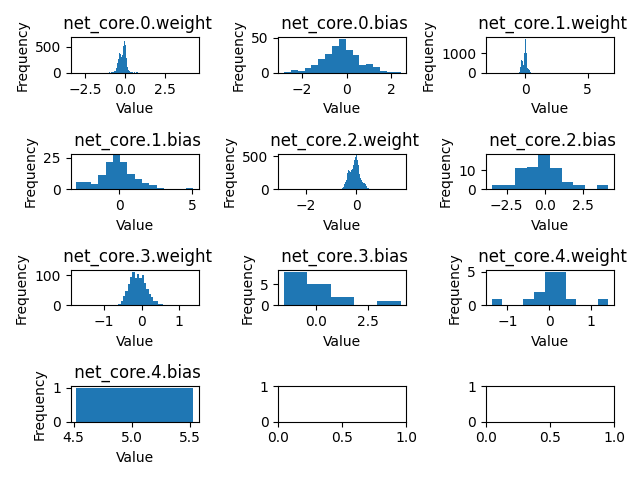 net_core.0.weight net_core.0.bias net_core.1.weight
Frequency 500 0 Frequency 50 0 Frequency 1000 0
−2.5 0.0 2.5 −2 0 2 0 5
Value Value Value
net_core.1.bias net_core.2.weight net_core.2.bias
Frequency 25 0 Frequency 500 0 Frequency 10 0
0 5 −2 0 −2.5 0.0 2.5
Value Value Value
net_core.3.weight net_core.3.bias net_core.4.weight
Frequency 100 0 Frequency 5 0 Frequency 5 0
−1 0 1 0.0 2.5 −1 0 1
Value Value Value
net_core.4.bias
Frequency 1 0 1 0 1 0
4.5 5.0 5.5 0.0 0.5 1.0 0.0 0.5 1.0
Value